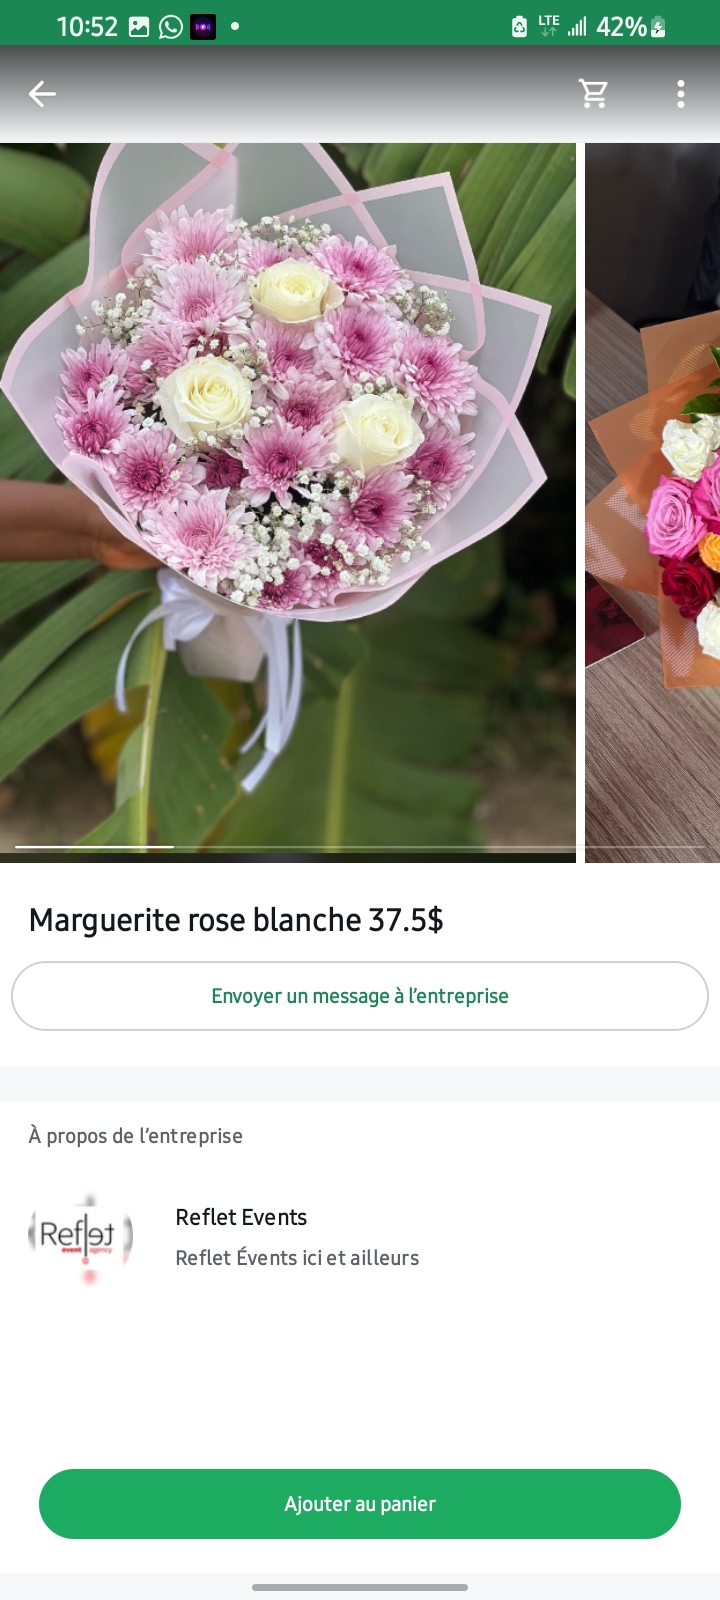 10:52
LTE
42%
Marguerite rose blanche 37.5$
Envoyer un message à l'entreprise
À propos de l'entreprise
Reflet
event agency
Reflet Events
Reflet Évents ici et ailleurs
Ajouter au panier